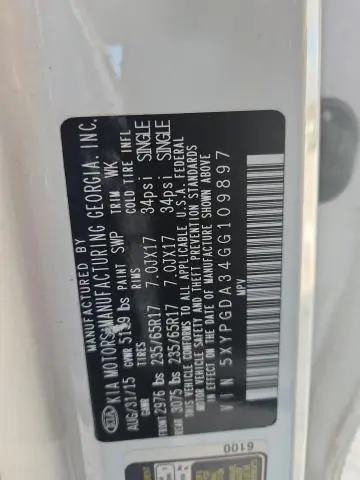 MANUFACTURED BY
KIA MOTORS MANUFACTURING GEORGIA, INC.
AUG/31/15 GVWR lbs PAINT SWP TRIM WK
GAWR TIRES RIMS COLD TIRE INFL
FRONT 2976 lbs 235/65R17 7.0JX17 34psi SINGLE
REAR 3075 lbs 235/65R17 7.0JX17 34psi SINGLE
THIS VEHICLE CONFORMS TO ALL APPLICABLE U.S.A. FEDERAL
MOTOR VEHICLE SAFETY AND THEFT PREVENTION STANDARDS
IN EFFECT ON THE DATE OF MANUFACTURE SHOWN ABOVE
VIN 5XYPGDA34GG109897
MPV
KIA
6100